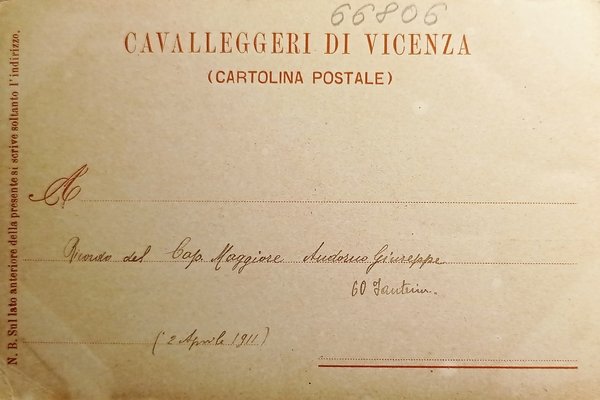 66806
CAVALLEGGERI DI VICENZA
(CARTOLINA POSTALE)
N. B. Sul lato anteriore della presente si scrive soltanto l'indirizzo.
A
Ricordo del Cap. Maggiore Andorno Giuseppe
60 Fanteria.
(2 Aprile 1911)